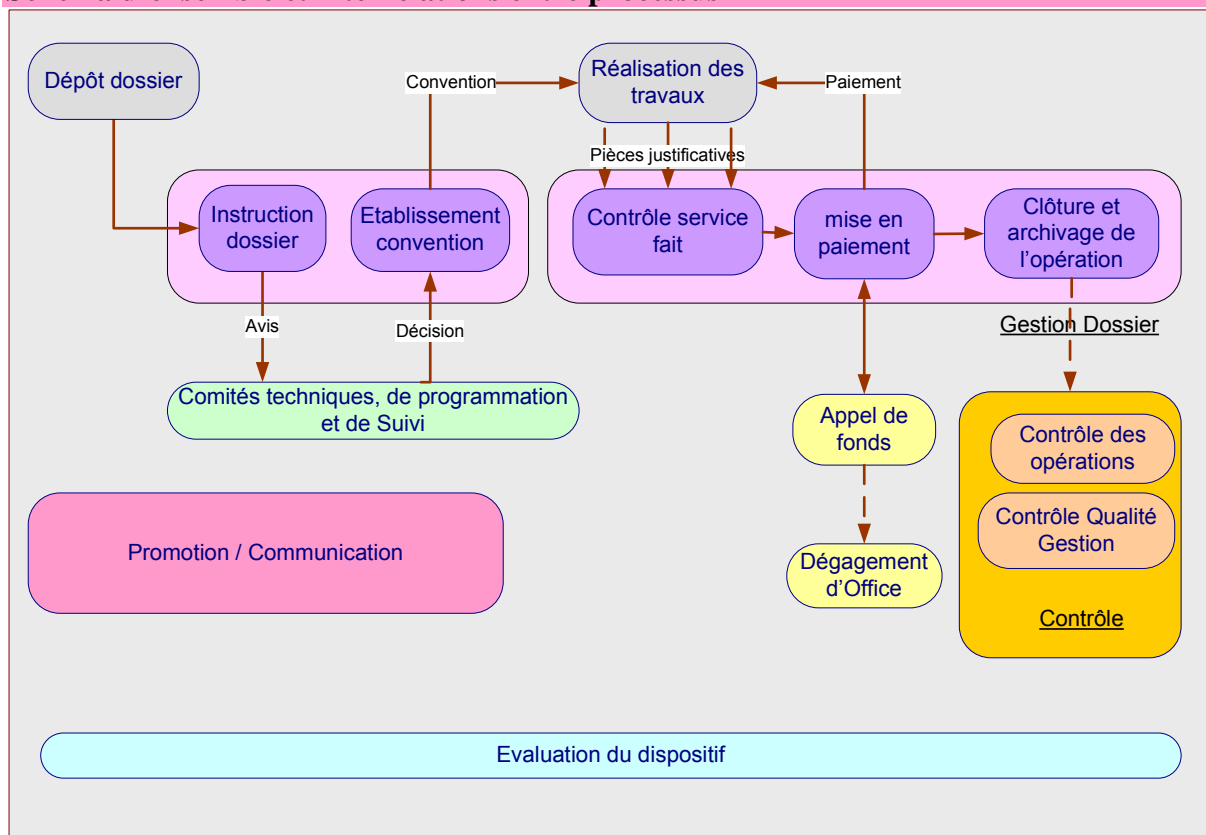 Dépôt dossier
Convention
Réalisation des
travaux
Paiement
Pièces justificatives
Instruction
dossier
Etablissement
convention
Contrôle service
fait
mise en
paiement
Clôture et
archivage de
l'opération
Avis
Décision
Gestion Dossier
Comités techniques, de programmation
et de Suivi
Appel de
fonds
Contrôle des
opérations
Contrôle Qualité
Gestion
Promotion / Communication
Dégagement
d'Office
Contrôle
Evaluation du dispositif